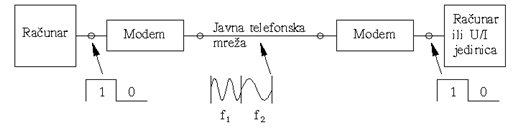 Računar
Modem
Javna telefonska
mreža
Modem
Računar
ili U/I
jedinica
1 0
f1 f2
1 0